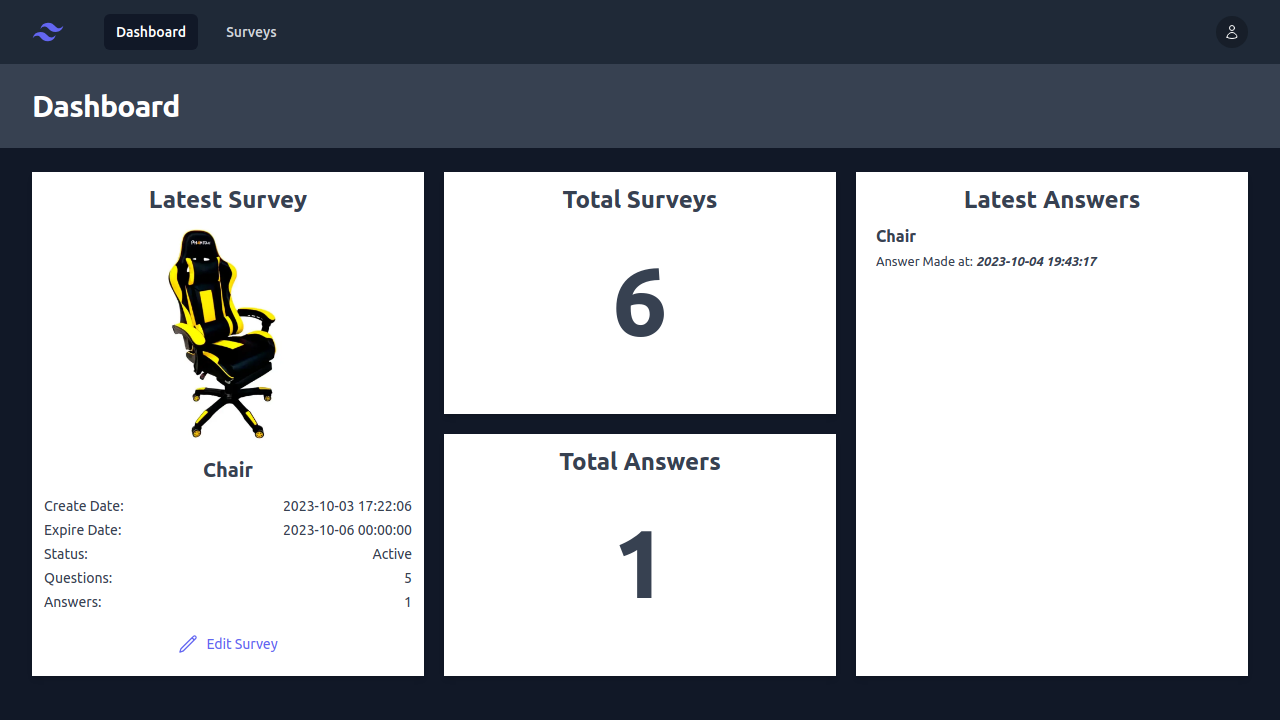 Dashboard
Surveys
Dashboard
Latest Survey
Chair
Create Date: 2023-10-03 17:22:06
Expire Date: 2023-10-06 00:00:00
Status: Active
Questions: 5
Answers: 1
Edit Survey
Total Surveys
6
Total Answers
1
Latest Answers
Chair
Answer Made at: 2023-10-04 19:43:17